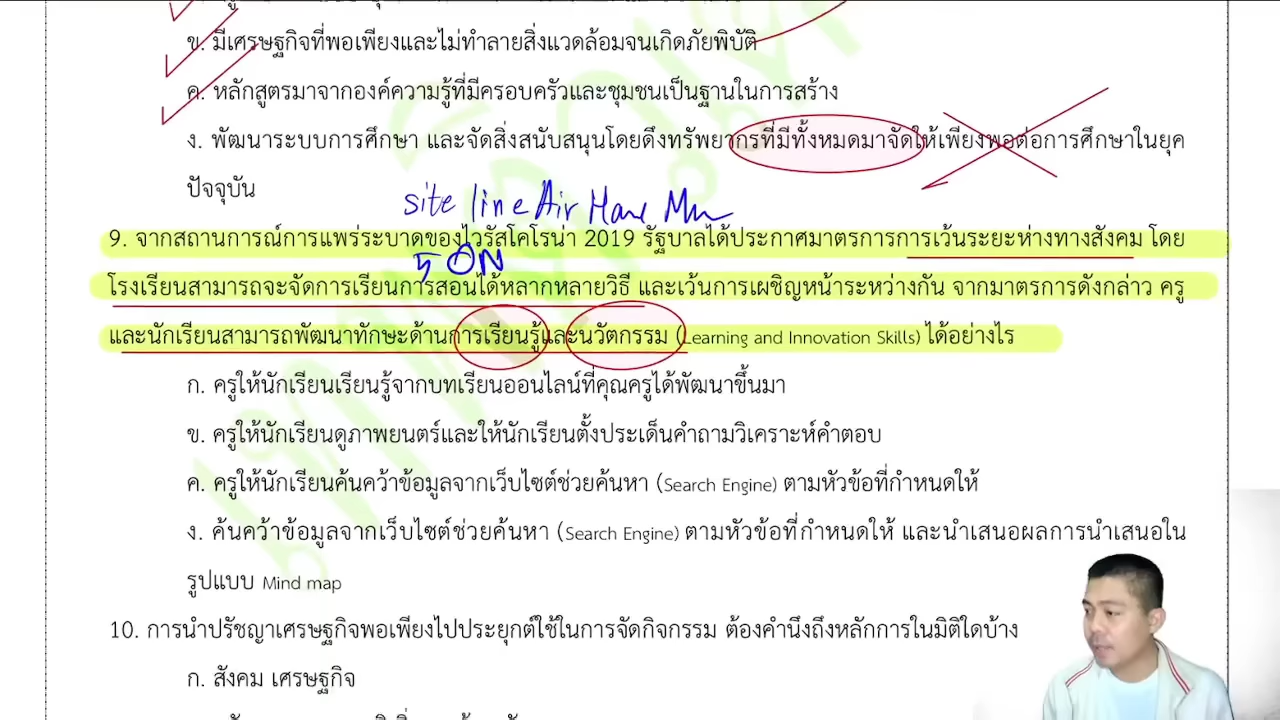 ข. มีเศรษฐกิจที่พอเพียงและไม่ทำลายสิ่งแวดล้อมจนเกิดภัยพิบัติ
ค. หลักสูตรมาจากองค์ความรู้ที่มีครอบครัวและชุมชนเป็นฐานในการสร้าง
ง. พัฒนาระบบการศึกษา และจัดสิ่งสนับสนุนโดยดึงทรัพยากรที่มีทั้งหมดมาจัดให้เพียงพอต่อการศึกษาในยุค
ปัจจุบัน
site line Air
9. จากสถานการณ์การแพร่ระบาดของไวรัสโคโรน่า 2019 รัฐบาลได้ประกาศมาตรการการเว้นระยะห่างทางสังคม โดย
5 ON
โรงเรียนสามารถจะจัดการเรียนการสอนได้หลากหลายวิธี และเว้นการเผชิญหน้าระหว่างกัน จากมาตรการดังกล่าว ครู
และนักเรียนสามารถพัฒนาทักษะด้านการเรียนรู้และนวัตกรรม (Learning and Innovation Skills) ได้อย่างไร
ก. ครูให้นักเรียนเรียนรู้จากบทเรียนออนไลน์ที่คุณครูได้พัฒนาขึ้นมา
ข. ครูให้นักเรียนดูภาพยนตร์และให้นักเรียนตั้งประเด็นคำถามวิเคราะห์คำตอบ
ค. ครูให้นักเรียนค้นคว้าข้อมูลจากเว็บไซต์ช่วยค้นหา (Search Engine) ตามหัวข้อที่กำหนดให้
ง. ค้นคว้าข้อมูลจากเว็บไซต์ช่วยค้นหา (Search Engine) ตามหัวข้อที่กำหนดให้ และนำเสนอผลการนำเสนอใน
รูปแบบ Mind map
10. การนำปรัชญาเศรษฐกิจพอเพียงไปประยุกต์ใช้ในการจัดกิจกรรม ต้องคำนึงถึงหลักการในมิติใดบ้าง
ก. สังคม เศรษฐกิจ